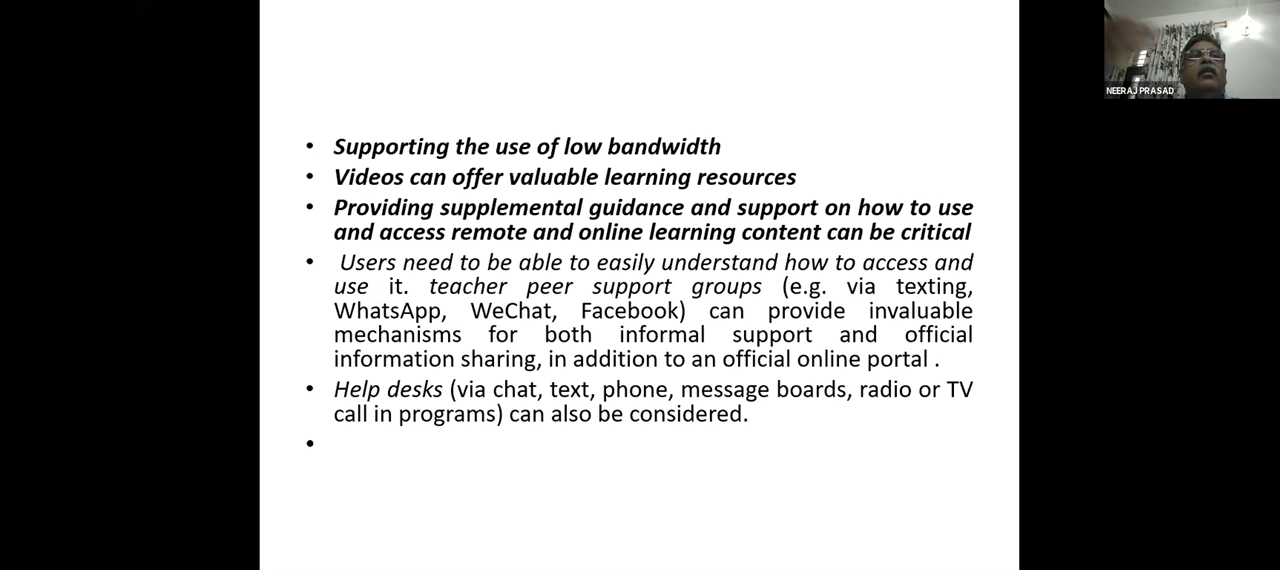 • Supporting the use of low bandwidth
• Videos can offer valuable learning resources
• Providing supplemental guidance and support on how to use
and access remote and online learning content can be critical
• Users need to be able to easily understand how to access and
use it. teacher peer support groups (e.g. via texting,
WhatsApp, WeChat, Facebook) can provide invaluable
mechanisms for both informal support and official
information sharing, in addition to an official online portal .
• Help desks (via chat, text, phone, message boards, radio or TV
call in programs) can also be considered.
•
NEERAJ PRASAD